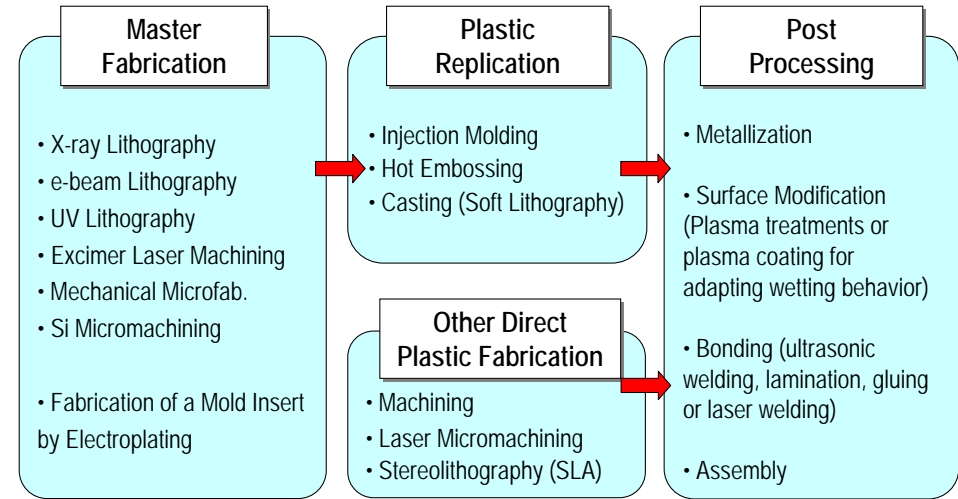 Master
Fabrication
• X-ray Lithography
• e-beam Lithography
• UV Lithography
• Excimer Laser Machining
• Mechanical Microfab.
• Si Micromachining
• Fabrication of a Mold Insert
by Electroplating
Plastic
Replication
• Injection Molding
• Hot Embossing
• Casting (Soft Lithography)
Other Direct
Plastic Fabrication
• Machining
• Laser Micromachining
• Stereolithography (SLA)
Post
Processing
• Metallization
• Surface Modification
(Plasma treatments or
plasma coating for
adapting wetting behavior)
• Bonding (ultrasonic
welding, lamination, gluing
or laser welding)
• Assembly